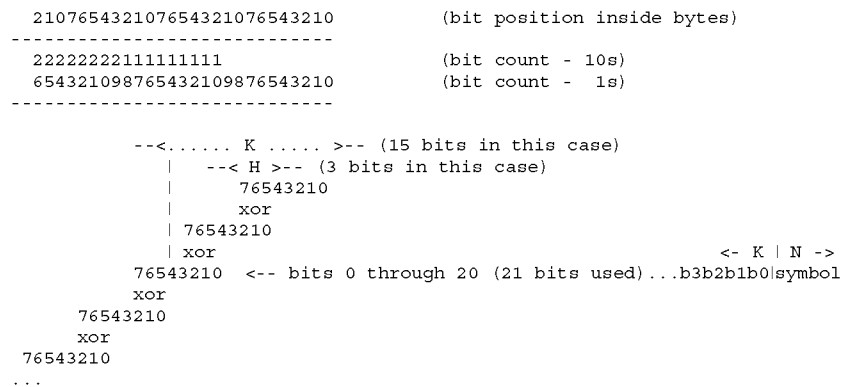 210765432107654321076543210 (bit position inside bytes)
-----------------------------
22222221111111111 (bit count - 10s)
654321098765432109876543210 (bit count - 1s)
-----------------------------
--<...... K ..... >-- (15 bits in this case)
| --< H >-- (3 bits in this case)
| 76543210
| xor
| 76543210
| xor <- K | N ->
76543210 <-- bits 0 through 20 (21 bits used)...b3b2b1b0|symbol
xor
76543210
xor
76543210
...